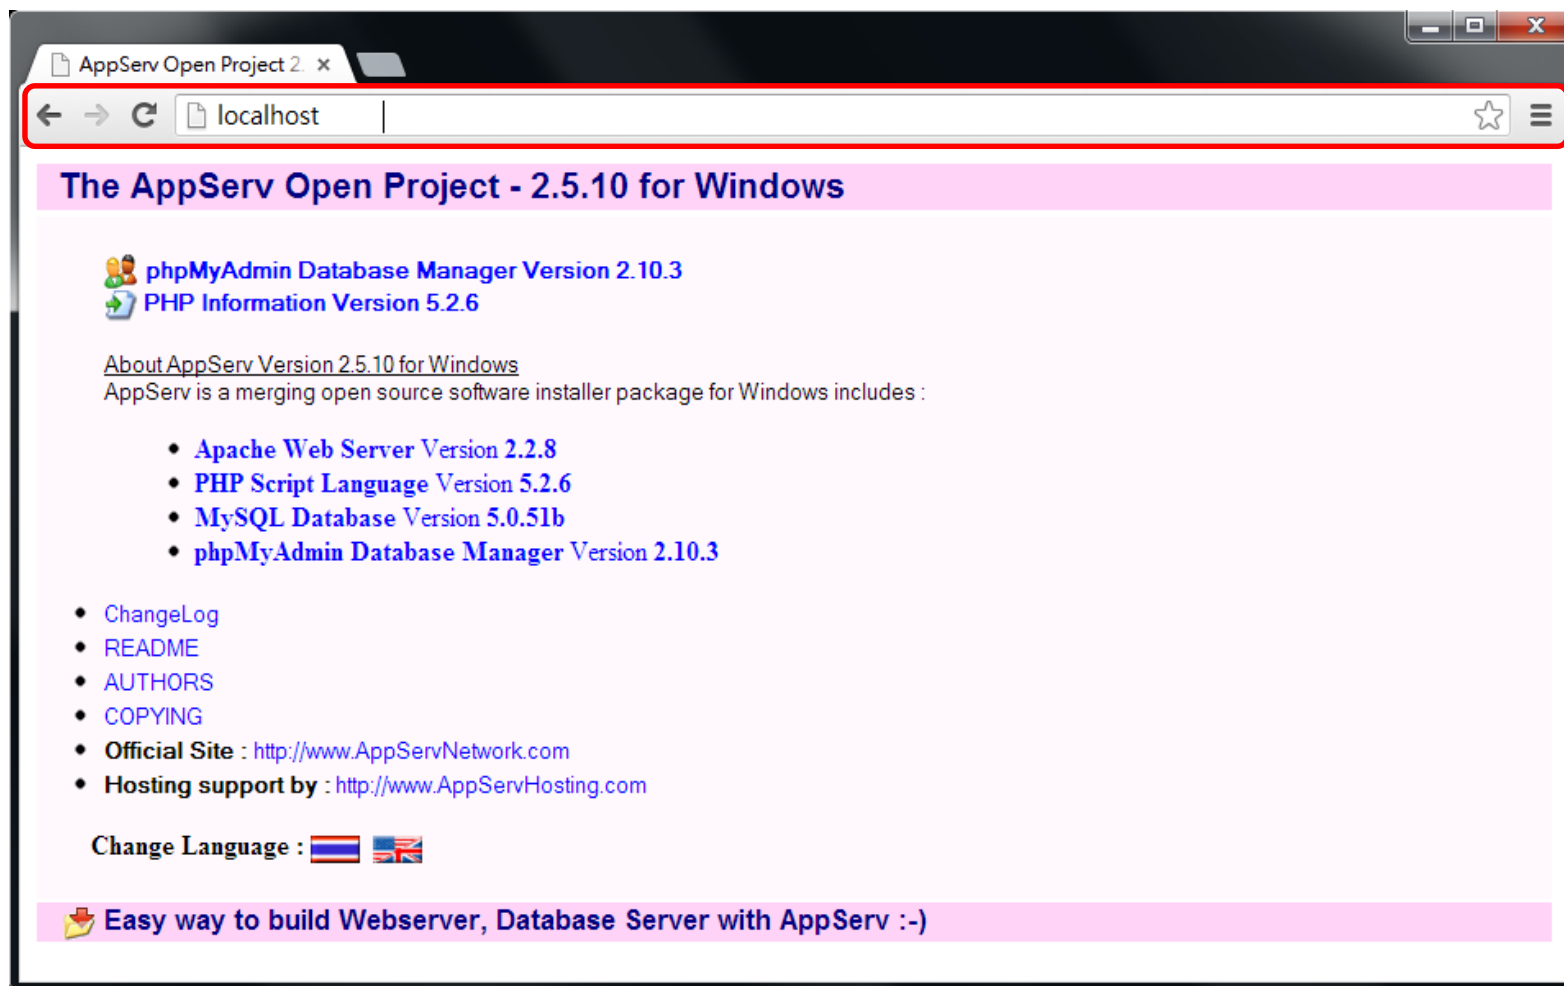 AppServ Open Project 2.
localhost
The AppServ Open Project - 2.5.10 for Windows
phpMyAdmin Database Manager Version 2.10.3
PHP Information Version 5.2.6
About AppServ Version 2.5.10 for Windows
AppServ is a merging open source software installer package for Windows includes :
Apache Web Server Version 2.2.8
PHP Script Language Version 5.2.6
MySQL Database Version 5.0.51b
phpMyAdmin Database Manager Version 2.10.3
ChangeLog
README
AUTHORS
COPYING
Official Site : http://www.AppServNetwork.com
Hosting support by : http://www.AppServHosting.com
Change Language :
Easy way to build Webserver, Database Server with AppServ :-)